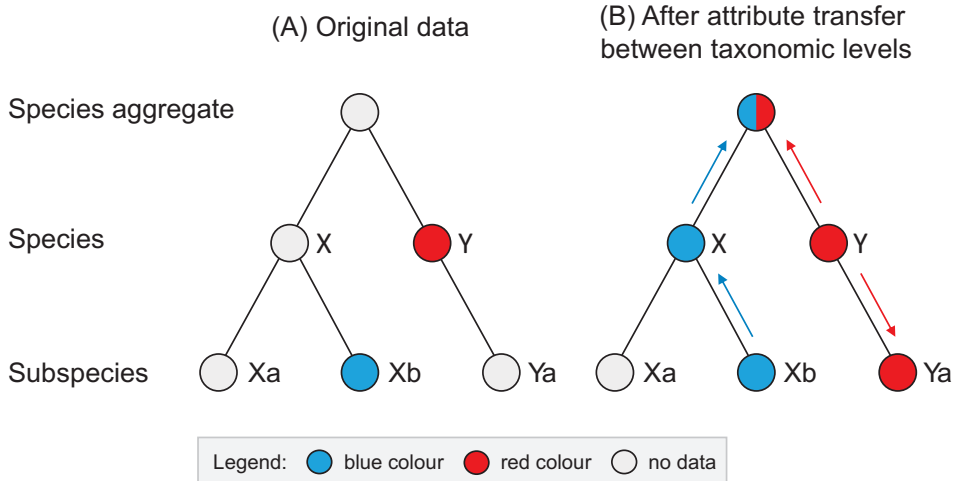 (A) Original data
(B) After attribute transfer
between taxonomic levels
Species aggregate
Species
X
Y
X
Y
Subspecies
Xa
Xb
Ya
Xa
Xb
Ya
Legend: blue colour red colour no data